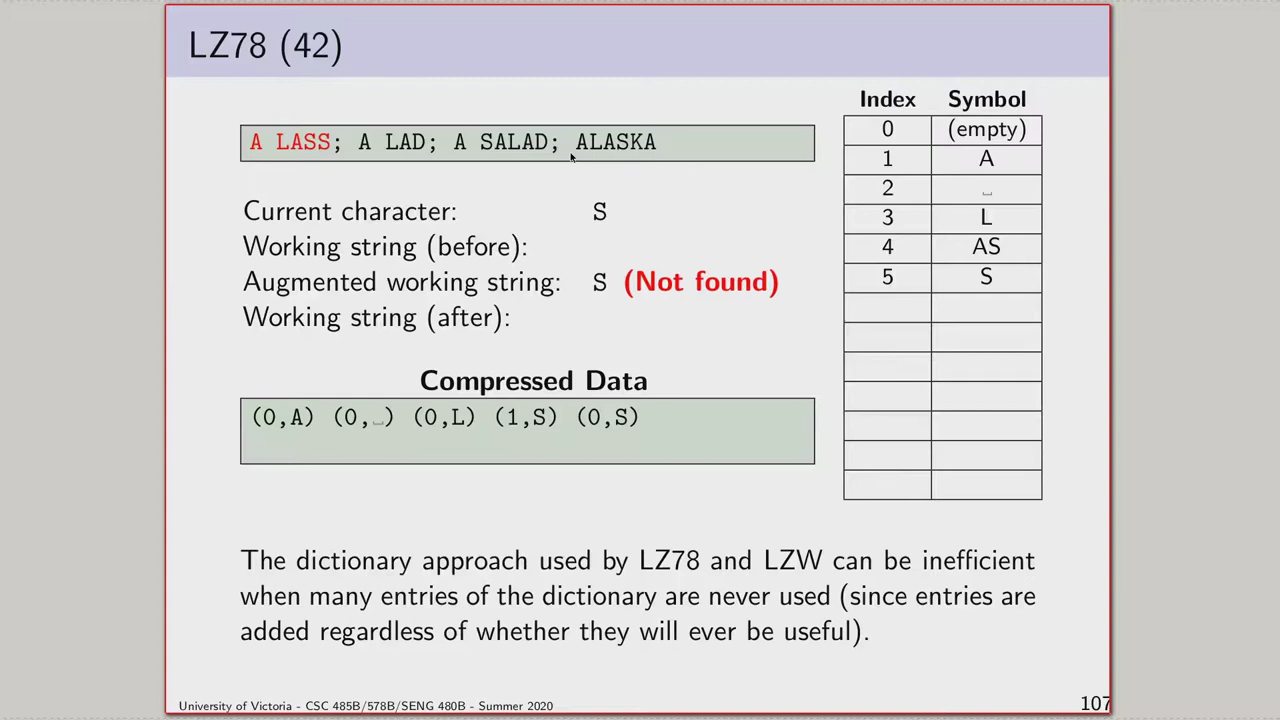 LZ78 (42)
A LASS; A LAD; A SALAD; ALASKA
Current character: S
Working string (before):
Augmented working string: S (Not found)
Working string (after):
Compressed Data
(0,A) (0,␣) (0,L) (1,S) (0,S)
Index Symbol
0 (empty)
1 A
2 ␣
3 L
4 AS
5 S
The dictionary approach used by LZ78 and LZW can be inefficient
when many entries of the dictionary are never used (since entries are
added regardless of whether they will ever be useful).
University of Victoria - CSC 485B/578B/SENG 480B - Summer 2020
107